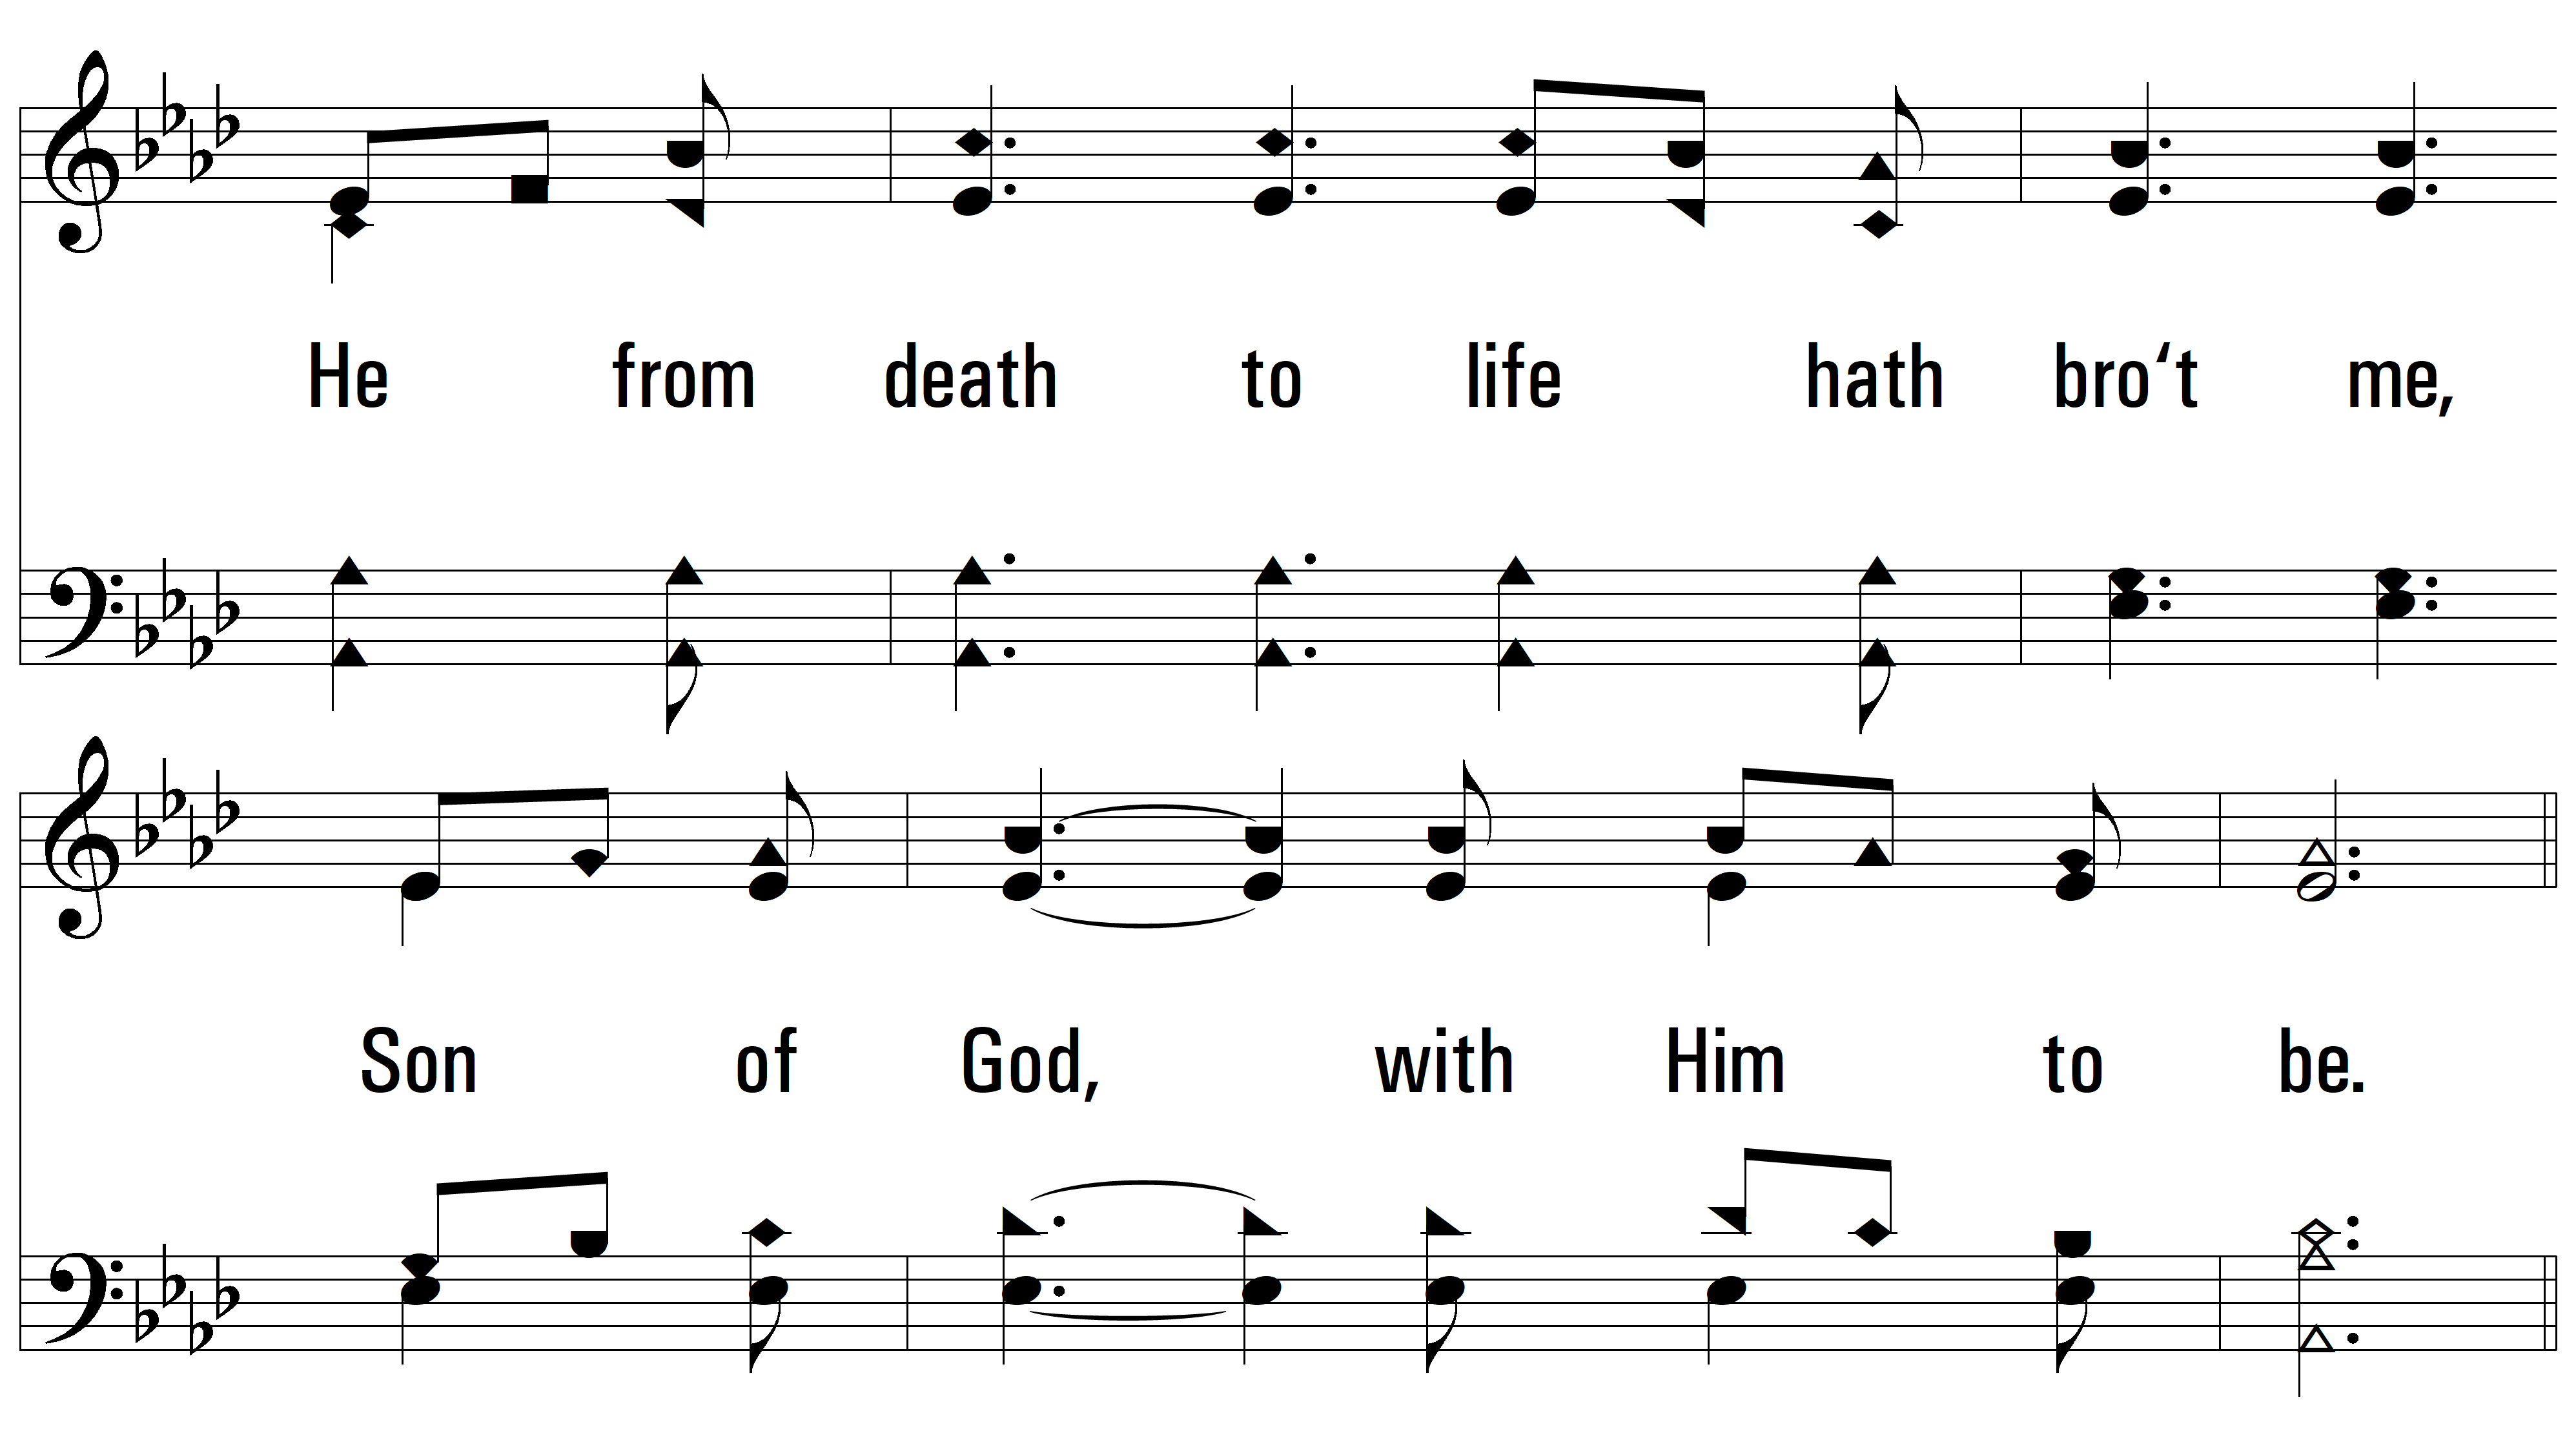 He from death to life hath bro‘t me,
Son of God, with Him to be.